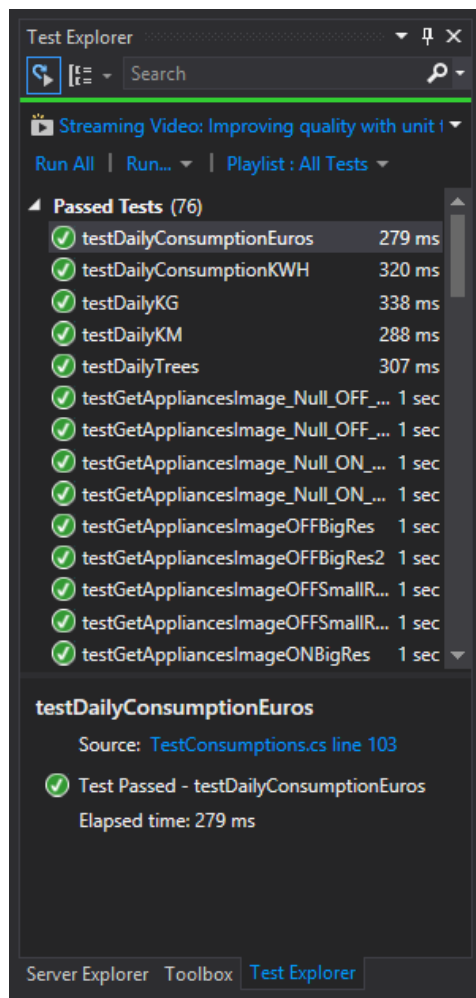 Test Explorer
Search
Streaming Video: Improving quality with unit t
Run All | Run... | Playlist : All Tests
Passed Tests (76)
testDailyConsumptionEuros 279 ms
testDailyConsumptionKWH 320 ms
testDailyKG 338 ms
testDailyKM 288 ms
testDailyTrees 307 ms
testGetAppliancesImage_Null_OFF_... 1 sec
testGetAppliancesImage_Null_OFF_... 1 sec
testGetAppliancesImage_Null_ON_... 1 sec
testGetAppliancesImage_Null_ON_... 1 sec
testGetAppliancesImageOFFBigRes 1 sec
testGetAppliancesImageOFFBigRes2 1 sec
testGetAppliancesImageOFFSmallR... 1 sec
testGetAppliancesImageOFFSmallR... 1 sec
testGetAppliancesImageONBigRes 1 sec
testDailyConsumptionEuros
Source: TestConsumptions.cs line 103
Test Passed - testDailyConsumptionEuros
Elapsed time: 279 ms
Server Explorer Toolbox Test Explorer